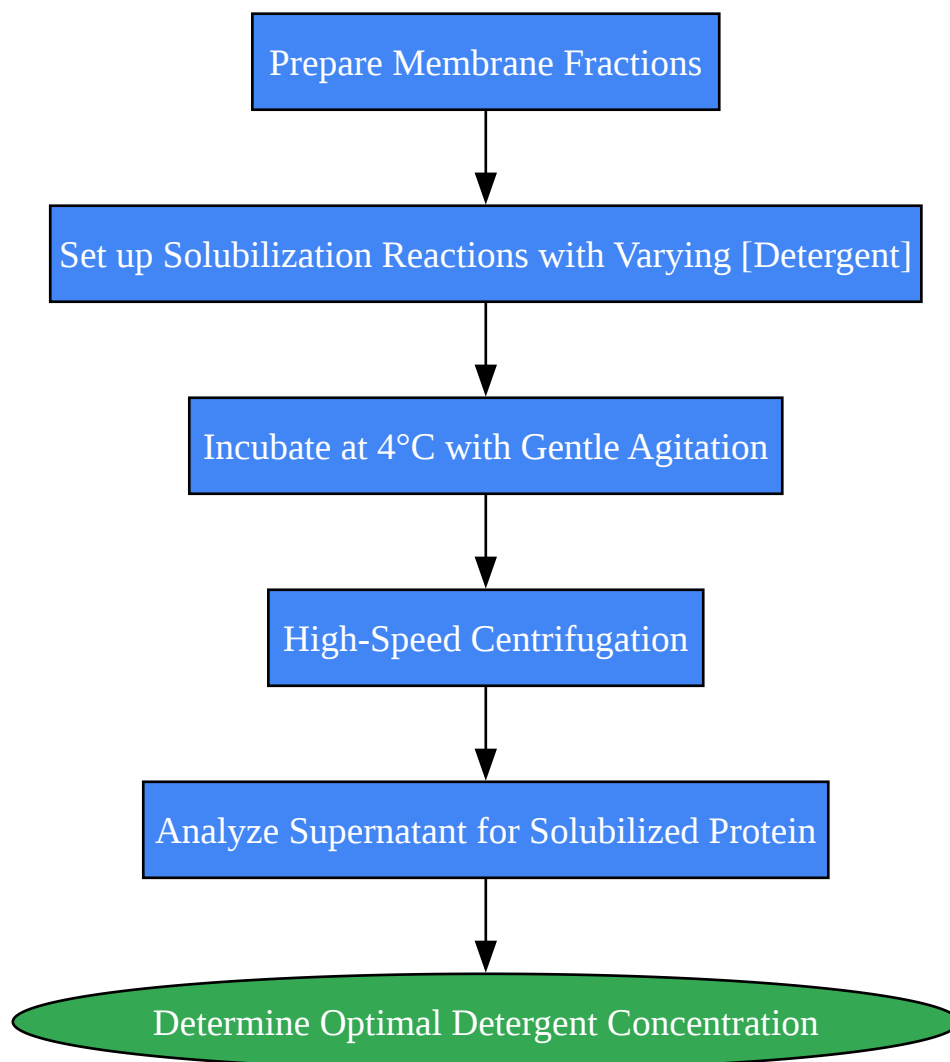 Prepare Membrane Fractions
Set up Solubilization Reactions with Varying [Detergent]
Incubate at 4°C with Gentle Agitation
High-Speed Centrifugation
Analyze Supernatant for Solubilized Protein
Determine Optimal Detergent Concentration